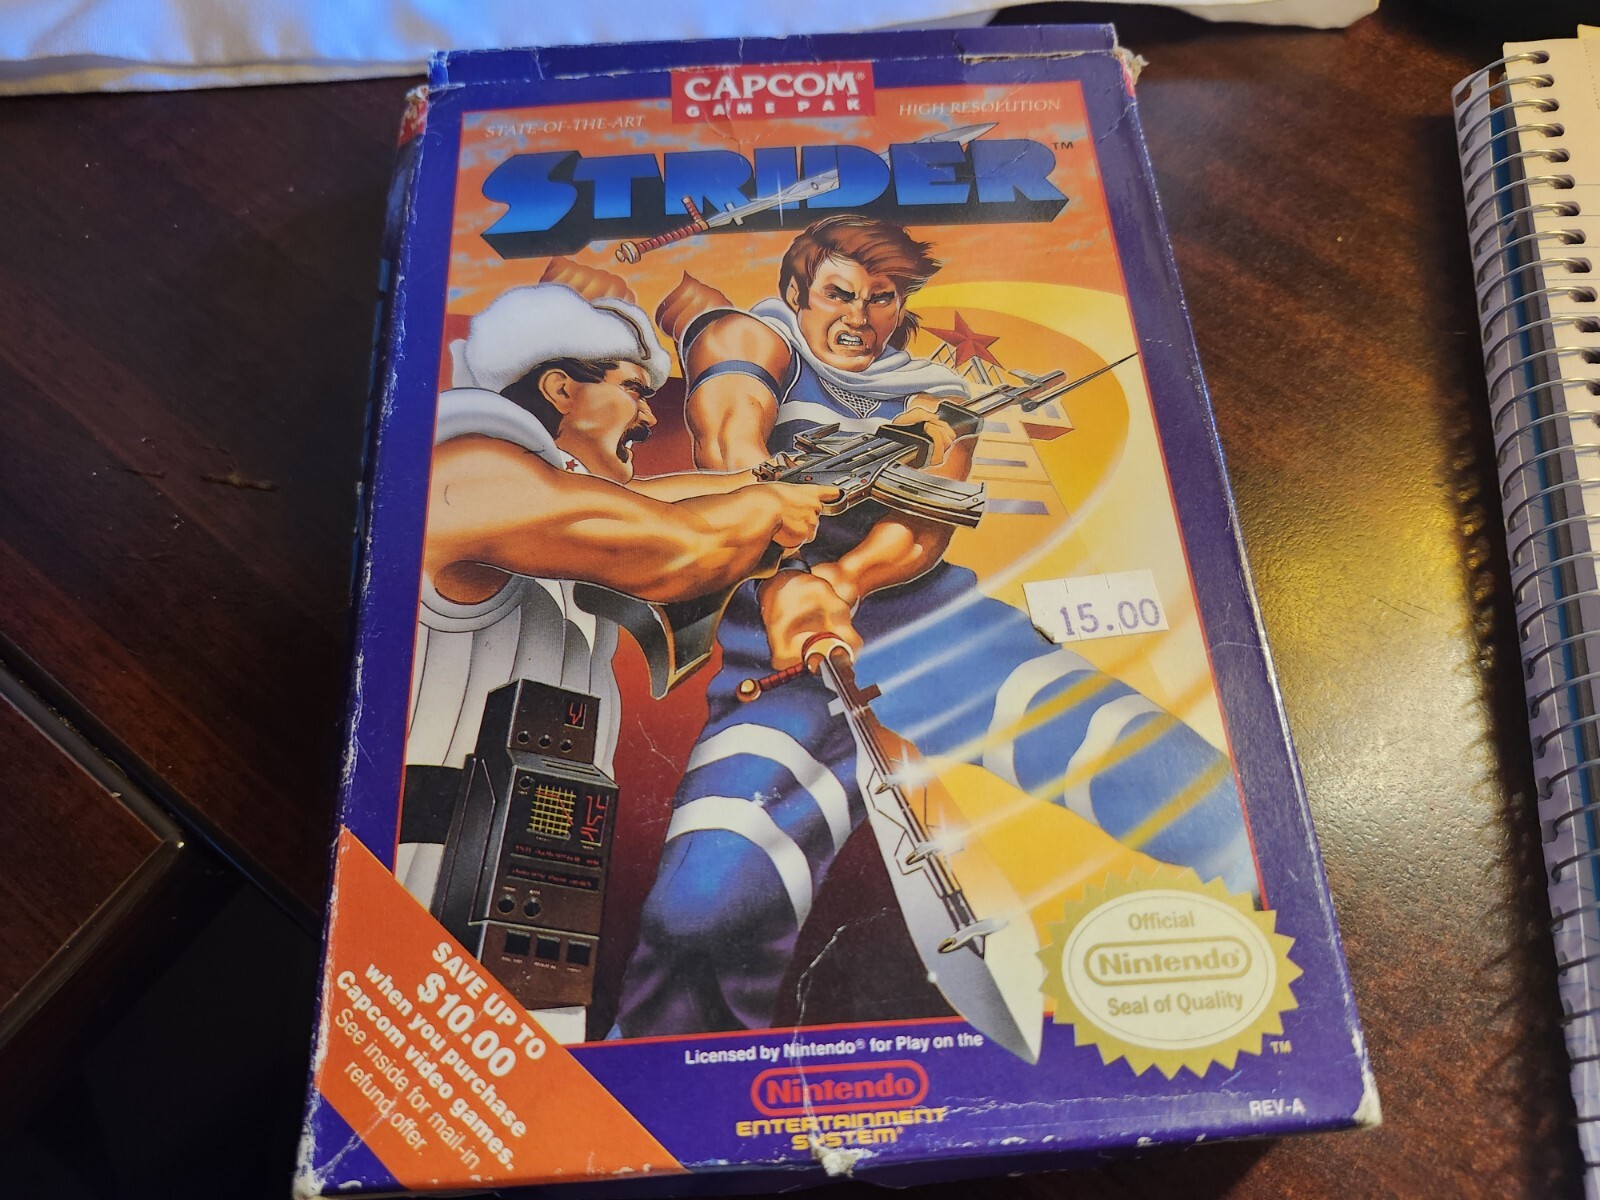 CAPCOM®
GAME PAK
STATE-OF-THE-ART
HIGH RESOLUTION
STRIDER™
15.00
SAVE UP TO
$10.00
when you purchase
Capcom video games.
See inside for mail-in
refund offer.
Official
Nintendo®
Seal of Quality
TM
Licensed by Nintendo® for Play on the
Nintendo
ENTERTAINMENT
SYSTEM®
REV-A